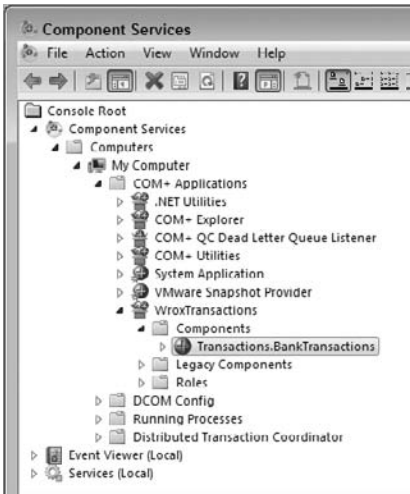 Component Services
File Action View Window Help
Console Root
Component Services
Computers
My Computer
COM+ Applications
.NET Utilities
COM+ Explorer
COM+ QC Dead Letter Queue Listener
COM+ Utilities
System Application
VMware Snapshot Provider
WroxTransactions
Components
Transactions.BankTransactions
Legacy Components
Roles
DCOM Config
Running Processes
Distributed Transaction Coordinator
Event Viewer (Local)
Services (Local)